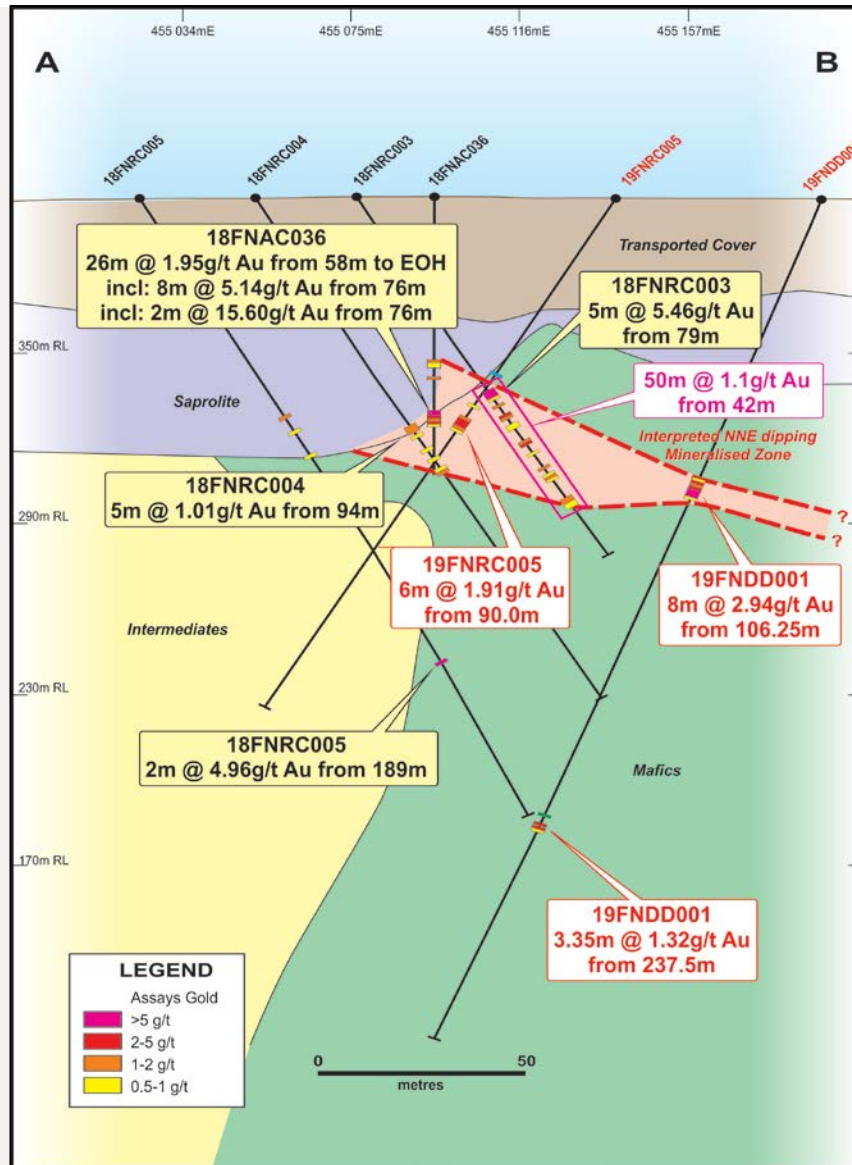 455 034mE
455 075mE
455 116mE
455 157mE
A
B
18FNRC005
18FNRC004
18FNRC003
18FNAC036
19FNRC005
19FNDD00
18FNAC036
26m @ 1.95g/t Au from 58m to EOH
incl: 8m @ 5.14g/t Au from 76m
incl: 2m @ 15.60g/t Au from 76m
Transported Cover
18FNRC003
5m @ 5.46g/t Au
from 79m
350m RL
50m @ 1.1g/t Au
from 42m
Saprolite
Interpreted NNE dipping
Mineralised Zone
18FNRC004
5m @ 1.01g/t Au from 94m
290m RL
?
?
19FNRC005
6m @ 1.91g/t Au
from 90.0m
19FNDD001
8m @ 2.94g/t Au
from 106.25m
Intermediates
230m RL
18FNRC005
2m @ 4.96g/t Au from 189m
Mafics
170m RL
19FNDD001
3.35m @ 1.32g/t Au
from 237.5m
LEGEND
Assays Gold
>5 g/t
2-5 g/t
1-2 g/t
0.5-1 g/t
0
50
metres